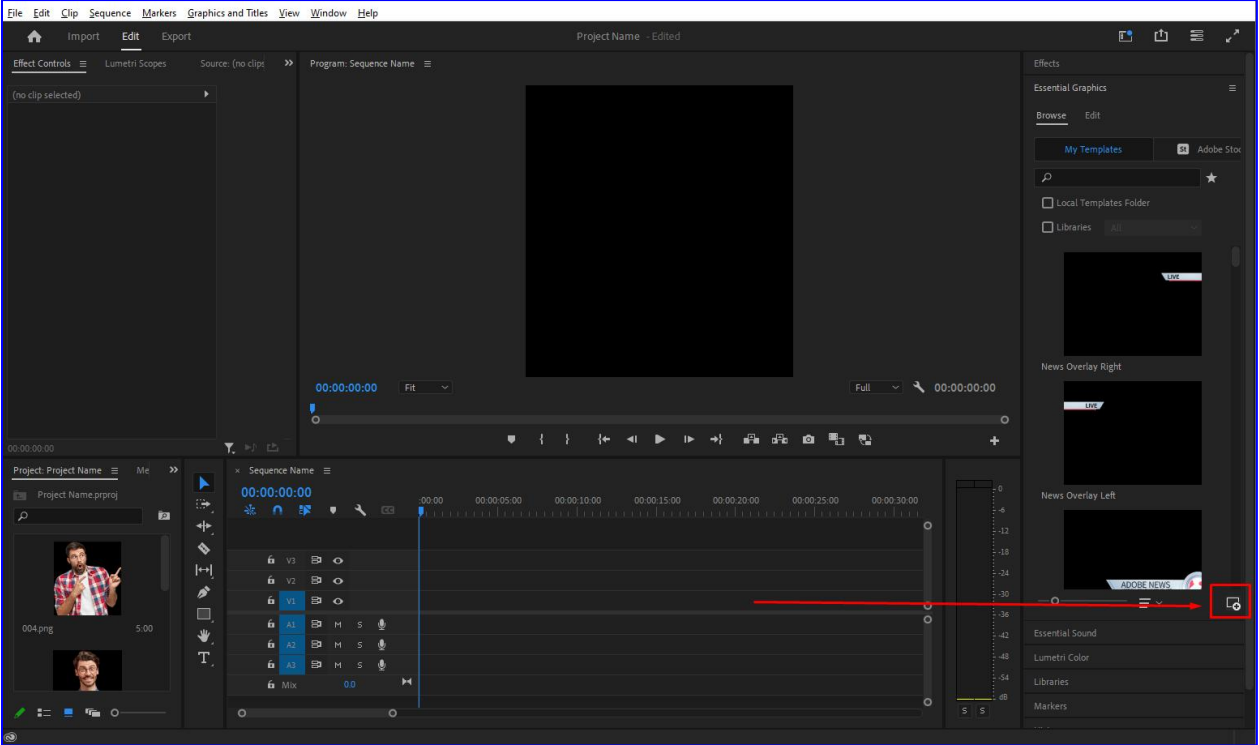 File Edit Clip Sequence Markers Graphics and Titles View Window Help
Import Edit Export
Project Name - Edited
Effect Controls Lumetri Scopes Source: (no clips
(no clip selected)
00:00:00:00
Program: Sequence Name
00:00:00:00 Fit Full 00:00:00:00
Effects
Essential Graphics
Browse Edit
My Templates St Adobe Stoc
Local Templates Folder
Libraries All
LIVE
News Overlay Right
LIVE
News Overlay Left
ADOBE NEWS
Essential Sound
Lumetri Color
Libraries
Markers
Project: Project Name Me
Project Name.prproj
004.png 5:00
T
Sequence Name
00:00:00:00
:00:00 00:00:05:00 00:00:10:00 00:00:15:00 00:00:20:00 00:00:25:00 00:00:30:00
CC
V3
V2
V1
A1 M S
A2 M S
A3 M S
Mix 0.0
0
-6
-12
-18
-24
-30
-36
-42
-48
-54
dB
S S